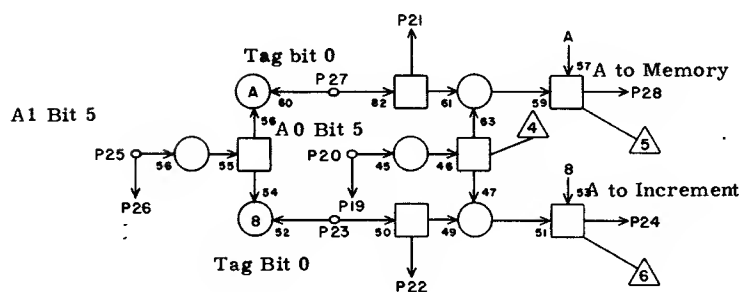 P21
Tag bit 0
A
57 A to Memory
P27
A
60
82
61
59
P28
A1 Bit 5
56
A0 Bit 5
63
4
5
P25
56
55
P20
45
46
P26
54
P19
47
8
53 A to Increment
8
52
P23
50
49
51
P24
Tag Bit 0
P22
6